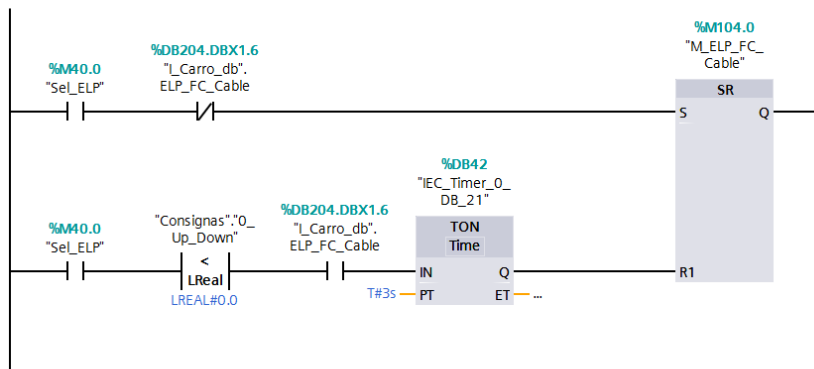 %M104.0
"M_ELP_FC_
Cable"
%DB204.DBX1.6
"I_Carro_db".
ELP_FC_Cable
%M40.0
"Sel_ELP"
SR
S Q
%DB42
"IEC_Timer_0_
DB_21"
%M40.0
"Sel_ELP"
"Consignas"."0_
Up_Down"
<
LReal
LREAL#0.0
%DB204.DBX1.6
"I_Carro_db".
ELP_FC_Cable
TON
Time
IN Q
T#3s PT ET ...
R1